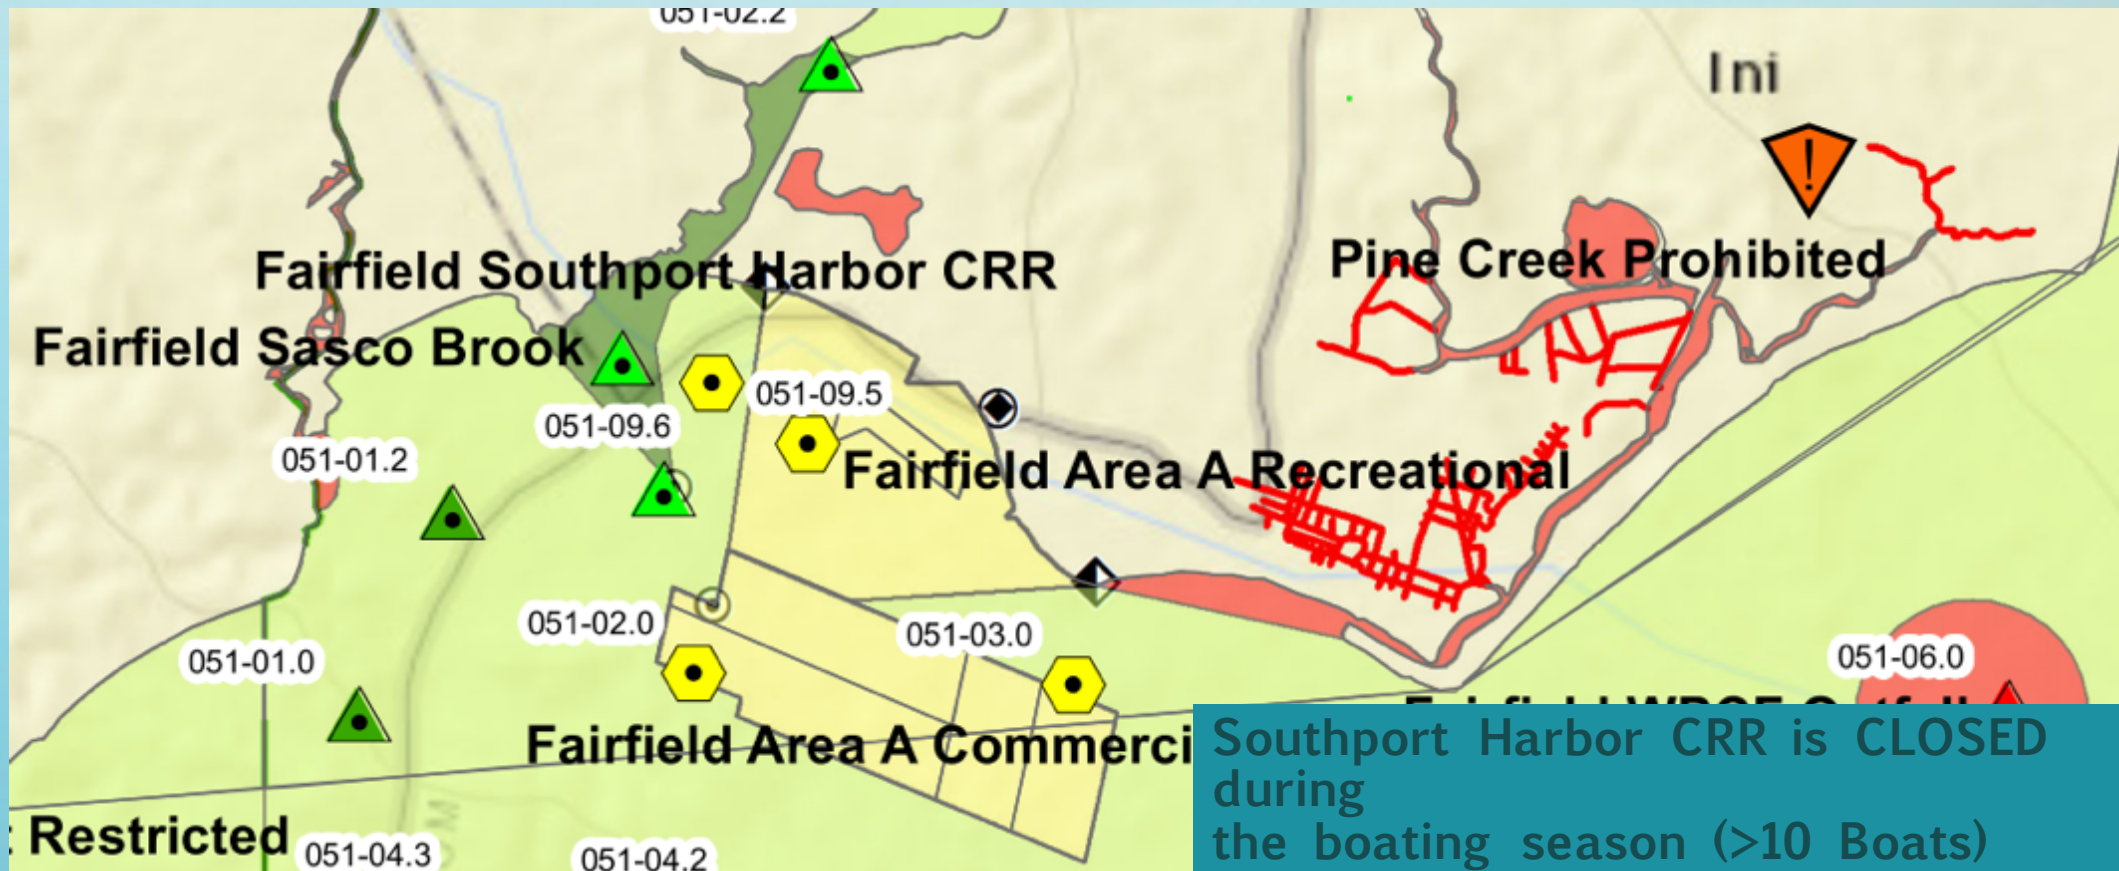 051-02.2
Ini
!
Pine Creek Prohibited
Fairfield Southport Harbor CRR
Fairfield Sasco Brook
051-09.5
051-09.6
051-01.2
Fairfield Area A Recreational
051-02.0
051-03.0
051-01.0
051-06.0
Fairfield Area A Commerci
Southport Harbor CRR is CLOSED
during
the boating season (>10 Boats)
Restricted
051-04.3
051-04.2